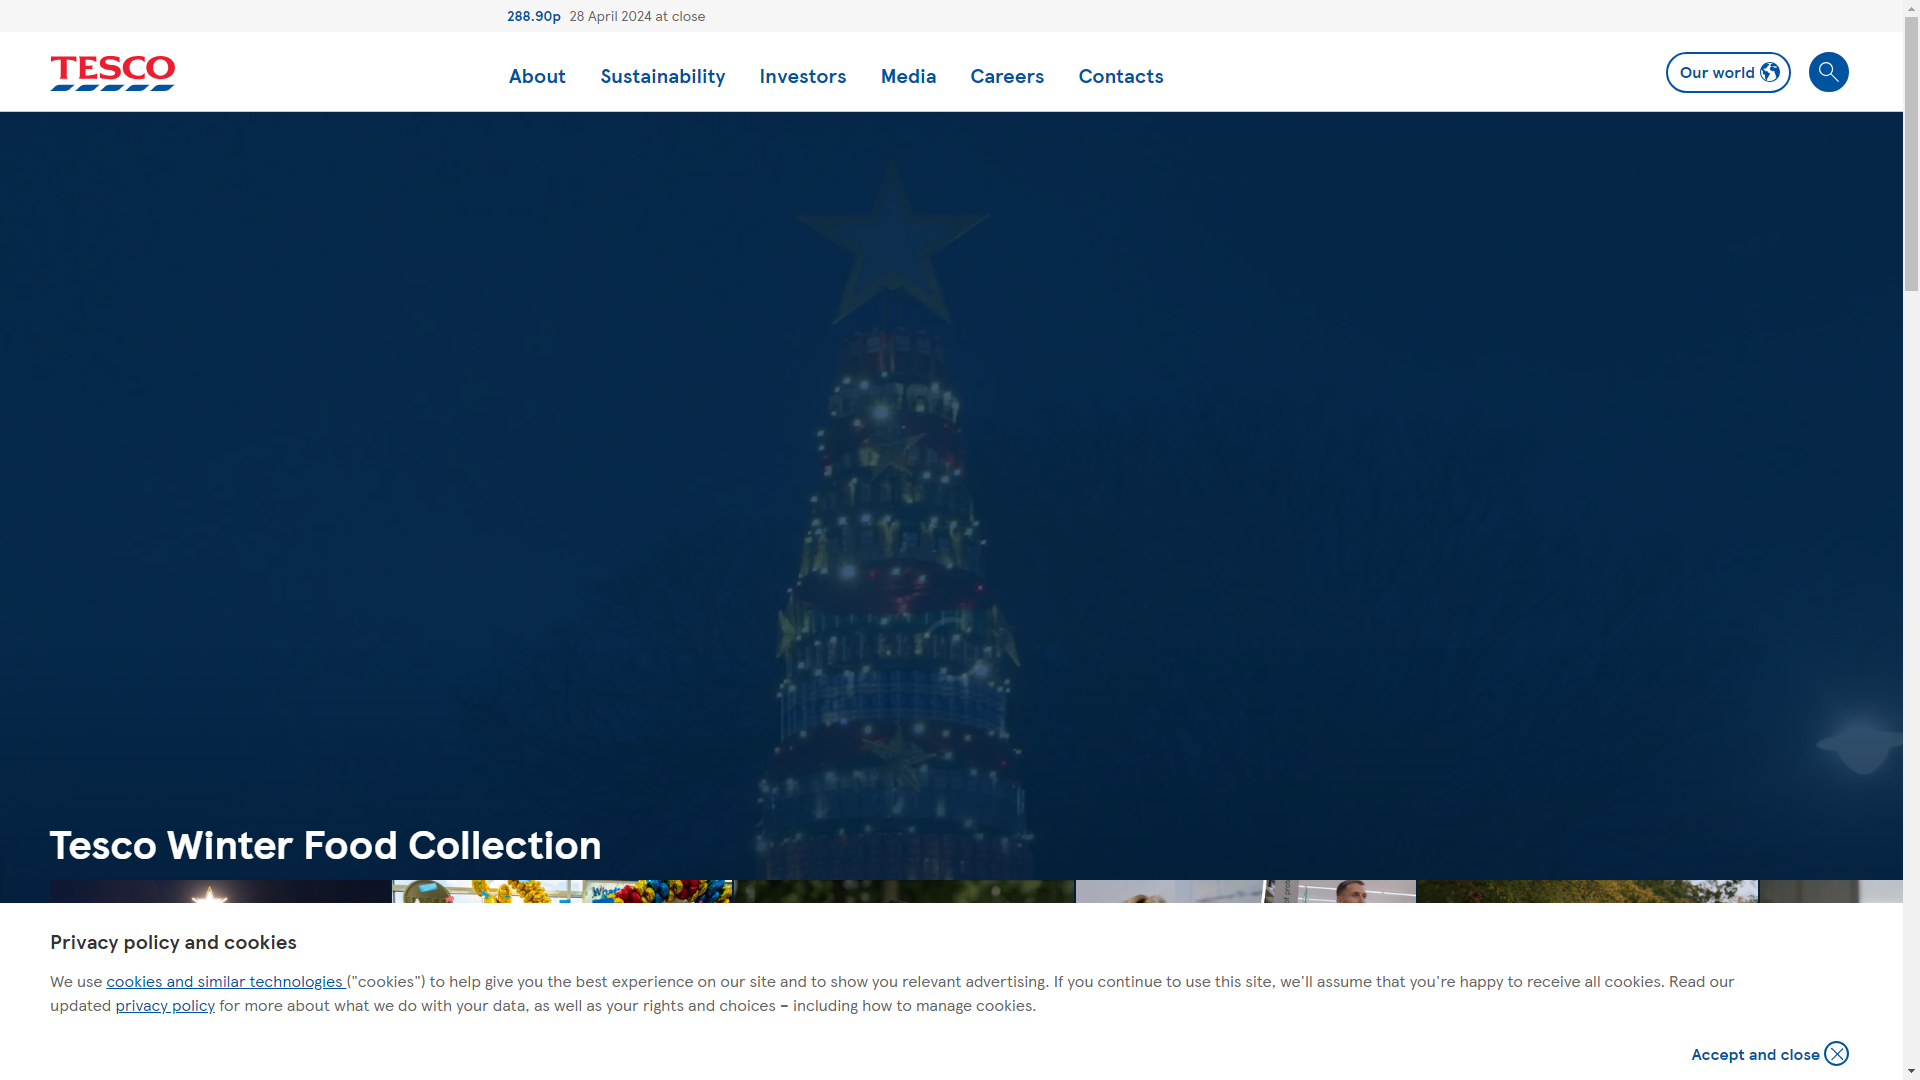 288.90p 28 April 2024 at close
TESCO
About Sustainability Investors Media Careers Contacts
Our world
Tesco Winter Food Collection
What
Privacy policy and cookies
We use cookies and similar technologies ("cookies") to help give you the best experience on our site and to show you relevant advertising. If you continue to use this site, we'll assume that you're happy to receive all cookies. Read our
updated privacy policy for more about what we do with your data, as well as your rights and choices – including how to manage cookies.
Accept and close